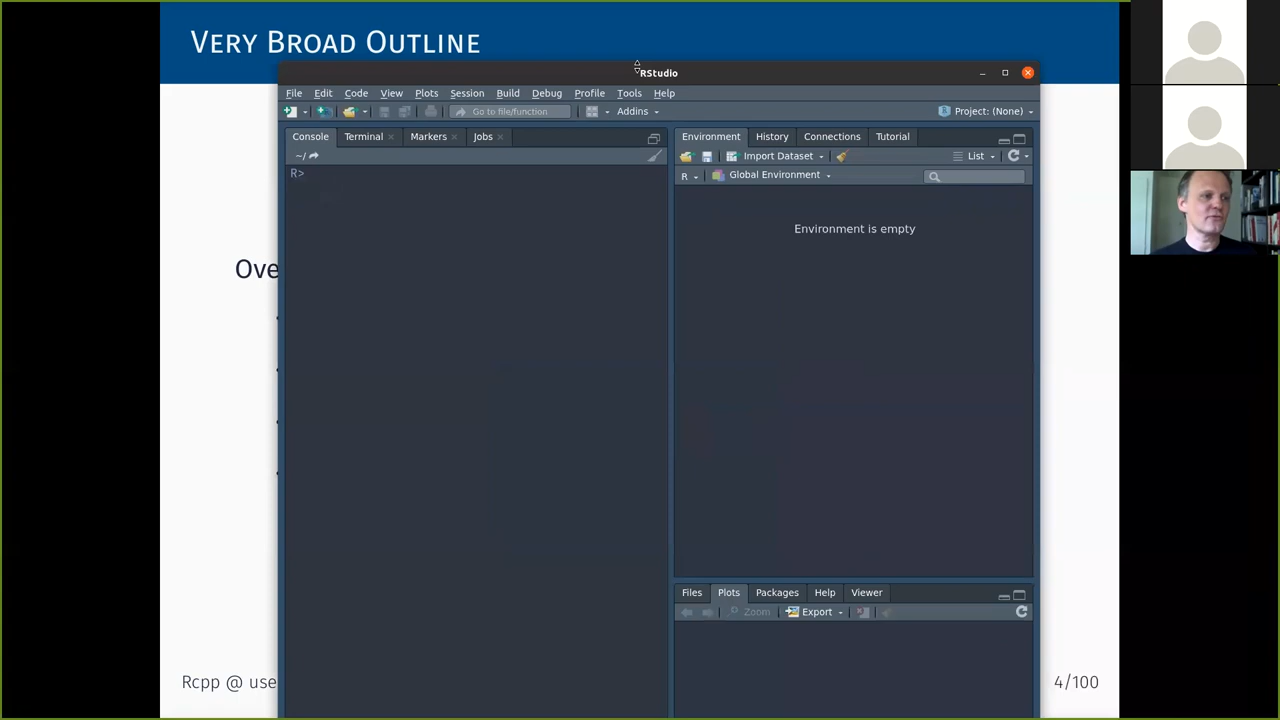 VERY BROAD OUTLINE
RStudio
File Edit Code View Plots Session Build Debug Profile Tools Help
Go to file/function Addins Project: (None)
Console Terminal Markers Jobs
~/
R>
Environment History Connections Tutorial
Import Dataset List
R Global Environment
Environment is empty
Ove
Files Plots Packages Help Viewer
Zoom Export
Rcpp @ use
4/100